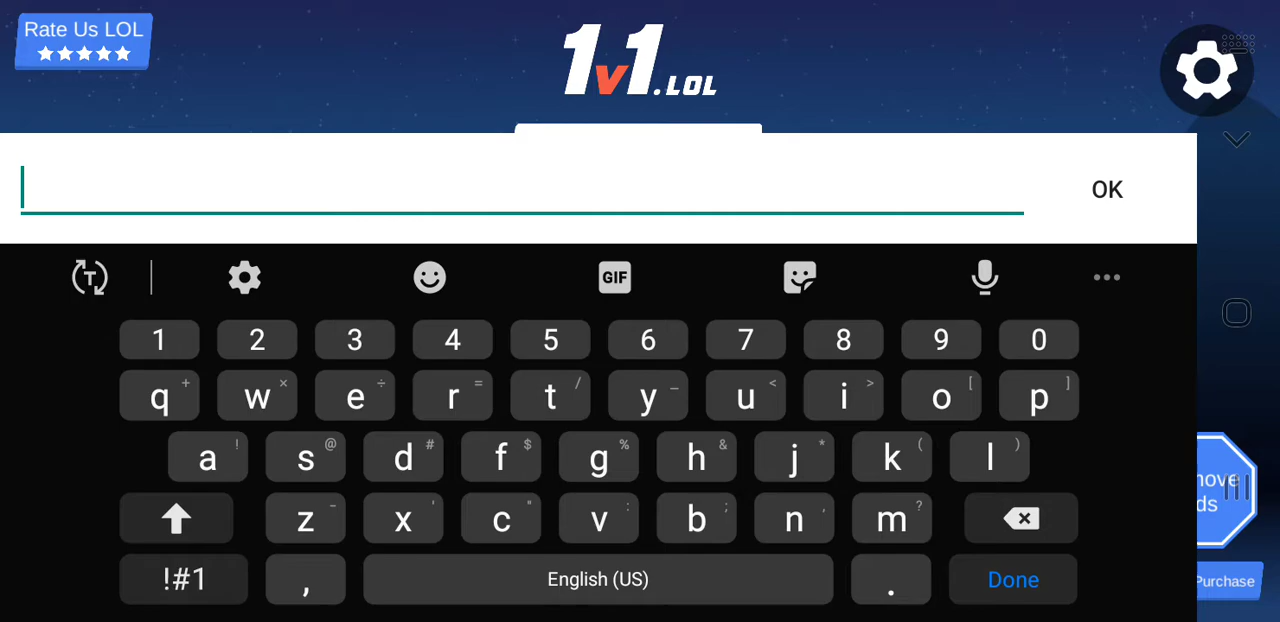 Rate Us LOL
1v1.LOL
OK
GIF
1 2 3 4 5 6 7 8 9 0
q + w × e ÷ r = t / y _ u < i > o [ p ]
a ! s @ d # f $ g % h & j * k ( l )
z - x ' c " v : b ; n , m ?
!#1 , English (US) . Done
Purchase